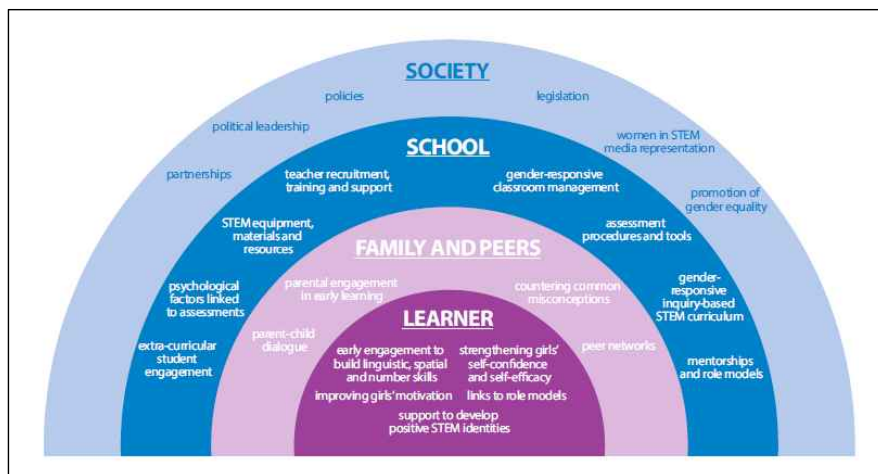 SOCIETY
policies
legislation
political leadership
women in STEM
media representation
partnerships
promotion of
gender equality
SCHOOL
teacher recruitment,
training and support
gender-responsive
classroom management
STEM equipment,
materials and
resources
assessment
procedures and tools
psychological
factors linked
to assessments
gender-
responsive
inquiry-based
STEM curriculum
extra-curricular
student
engagement
mentorships
and role models
FAMILY AND PEERS
parental engagement
in early learning
countering common
misconceptions
parent-child
dialogue
peer networks
LEARNER
early engagement to
build linguistic, spatial
and number skills
strengthening girls'
self-confidence
and self-efficacy
improving girls' motivation
links to role models
support to develop
positive STEM identities